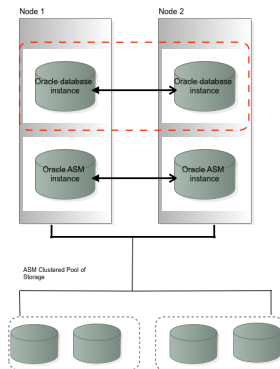 Node 1
Node 2
Oracle database
instance
Oracle database
instance
Oracle ASM
instance
Oracle ASM
instance
ASM Clustered Pool of
Storage